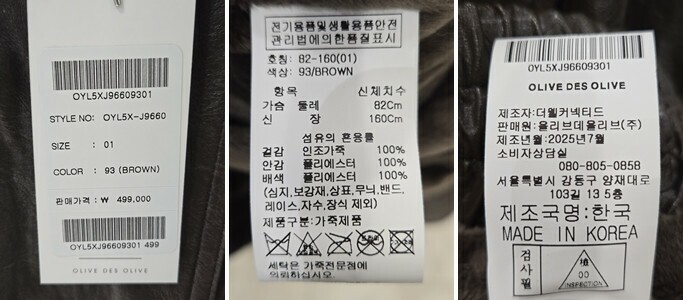 OYL5XJ96609301
STYLE NO: OYL5X-J9660
SIZE : 01
COLOR : 93 (BROWN)
판매가격 : ₩ 499,000
OYL5XJ96609301 499
OLIVE DES OLIVE
전기용품및생활용품안전
관리법에의한품질표시
호칭: 82-160(01)
색상: 93/BROWN
항목 신체치수
가슴 둘레 82Cm
신 장 160Cm
섬유의 혼용률
겉감 인조가죽 100%
안감 폴리에스터 100%
배색 폴리에스터 100%
(심지,보강재,상표,무늬,밴드,
레이스,자수,장식 제외)
제품구분:가죽제품
세탁은 가죽전문점에
의뢰하십시오.
OYL5XJ96609301
OLIVE DES OLIVE
제조자:더웰커넥티드
판매원:올리브데올리브(주)
제조년월:2025년7월
소비자상담실
080-805-0858
서울특별시 강동구 양재대로
103길 13 5층
제조국명:한국
MADE IN KOREA
검사필
00
INSPECTION